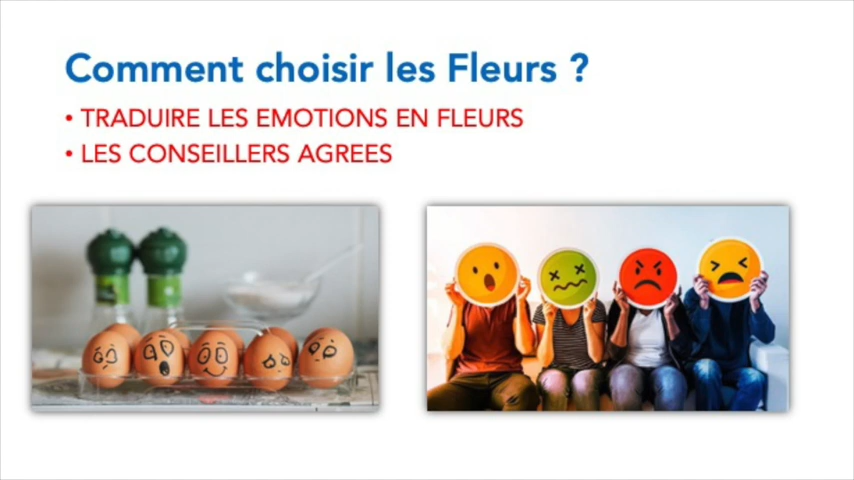 Comment choisir les Fleurs ?
• TRADUIRE LES EMOTIONS EN FLEURS
• LES CONSEILLERS AGREES